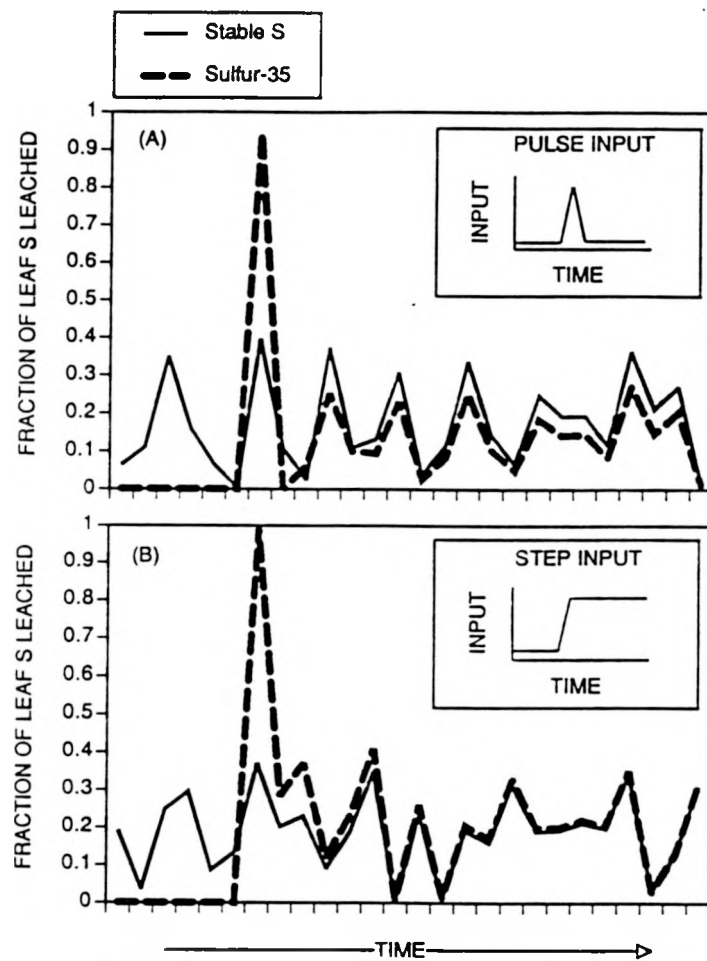 Stable S
Sulfur-35
FRACTION OF LEAF S LEACHED
1
0.9
0.8
0.7
0.6
0.5
0.4
0.3
0.2
0.1
0
(A)
PULSE INPUT
INPUT
TIME
FRACTION OF LEAF S LEACHED
1
0.9
0.8
0.7
0.6
0.5
0.4
0.3
0.2
0.1
0
(B)
STEP INPUT
INPUT
TIME
TIME